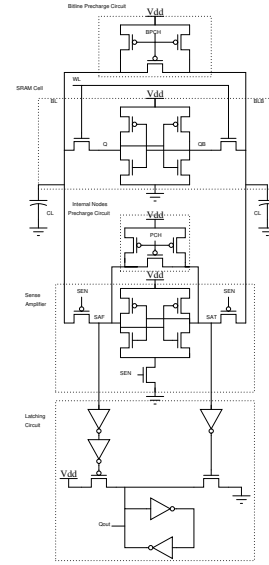 Bitline Precharge Circuit
Vdd
BPCH
SRAM Cell
WL
BL
BLB
Vdd
Q
QB
CL
CL
Internal Nodes
Precharge Circuit
Vdd
PCH
Vdd
Sense
Amplifier
SEN
SEN
SAF
SAT
SEN
Latching
Circuit
Vdd
Qout